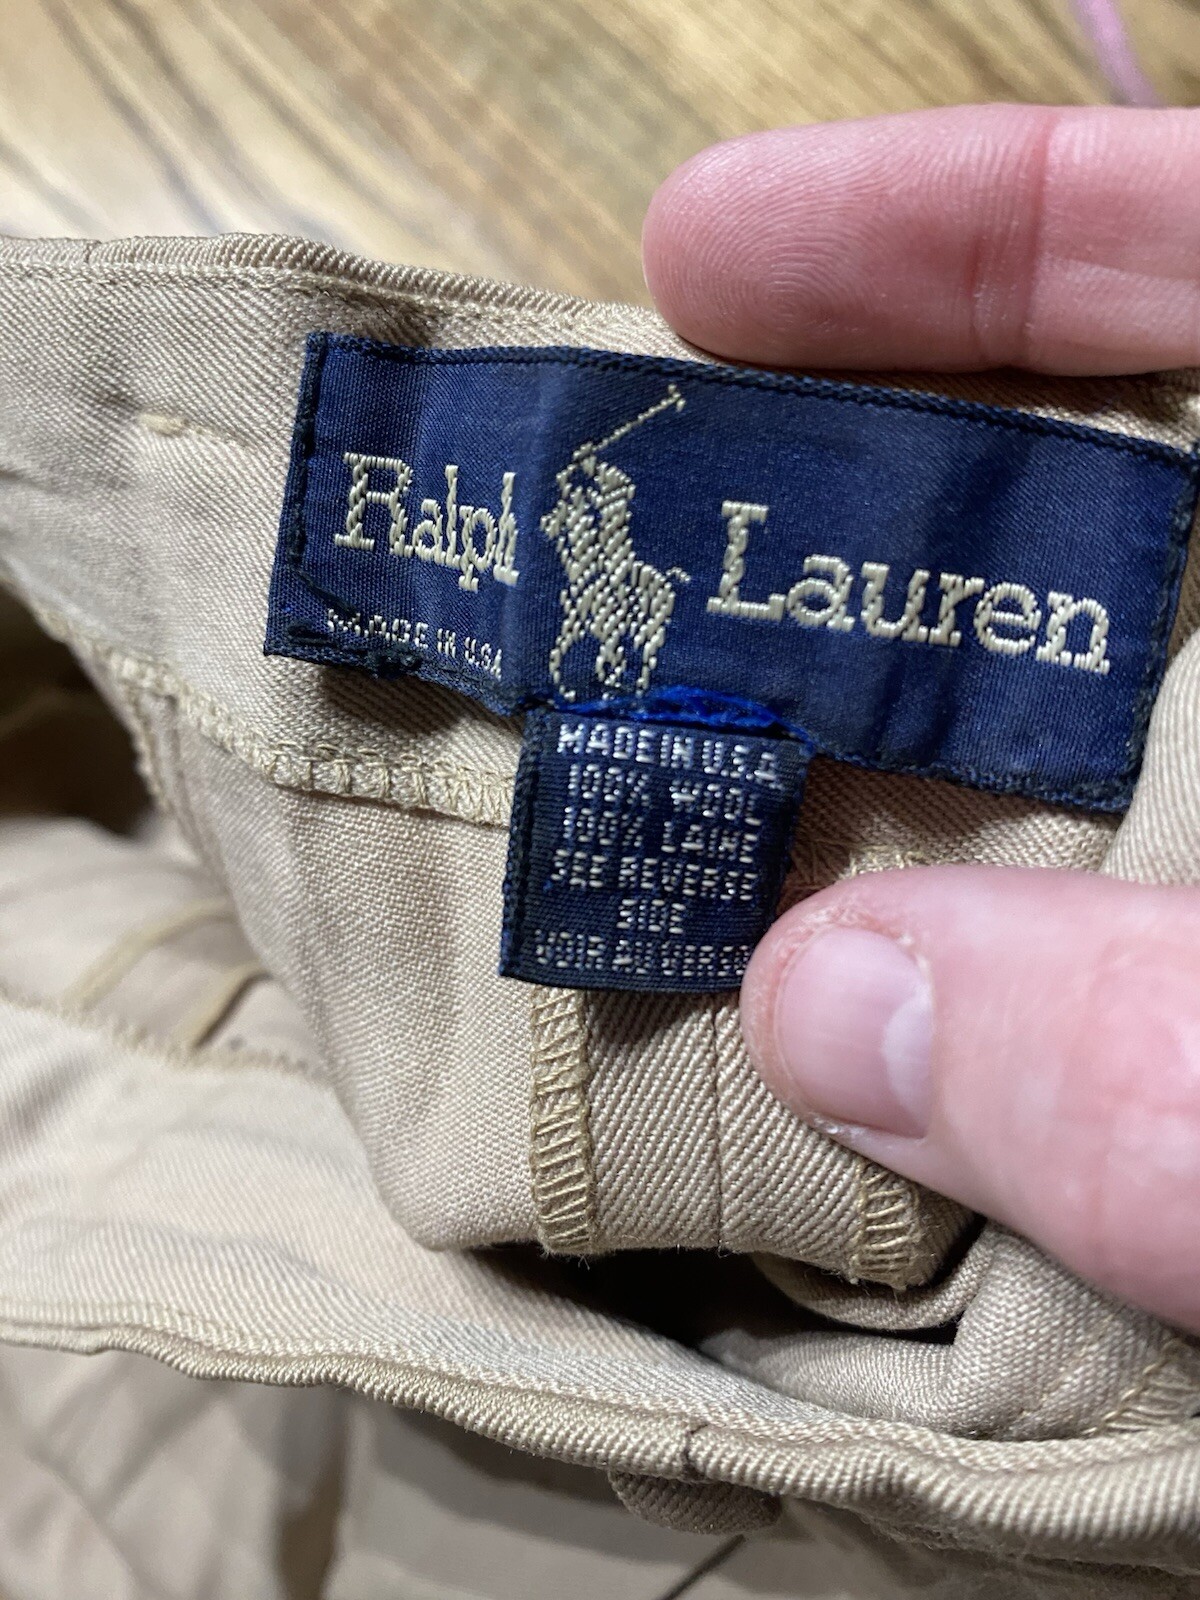 Ralph Lauren
MADE IN USA
MADE IN U.S.A
100% WOOL
100% LAINE
SEE REVERSE
SIDE
VOIR AU VERSO